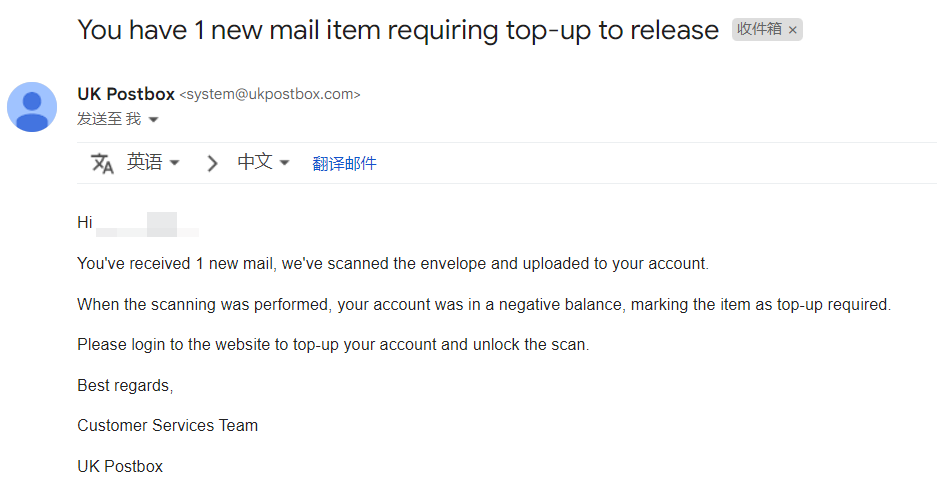 You have 1 new mail item requiring top-up to release 收件箱 ×
UK Postbox <system@ukpostbox.com>
发送至 我
英语 > 中文 翻译邮件
Hi
You've received 1 new mail, we've scanned the envelope and uploaded to your account.
When the scanning was performed, your account was in a negative balance, marking the item as top-up required.
Please login to the website to top-up your account and unlock the scan.
Best regards,
Customer Services Team
UK Postbox